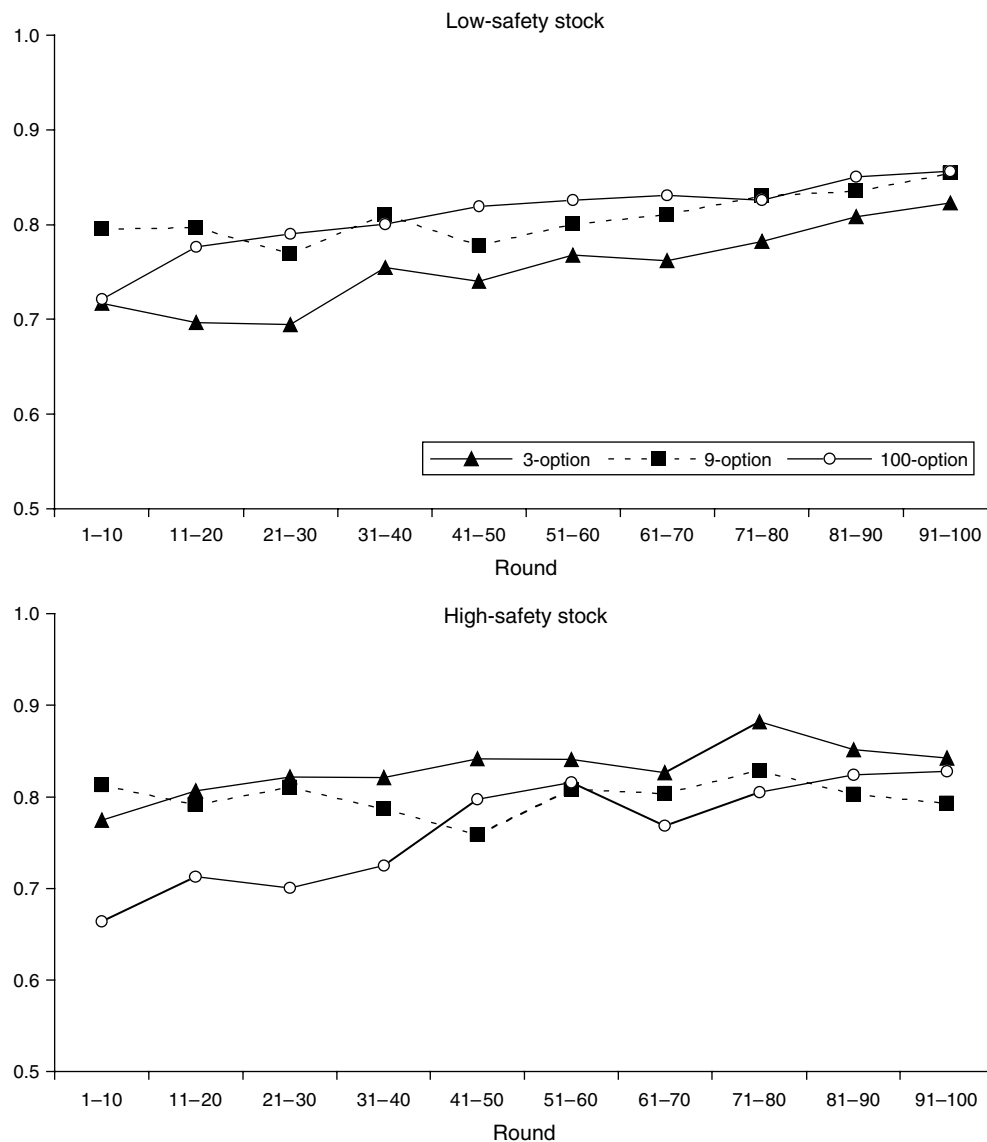 Low-safety stock
1.0
0.9
0.8
0.7
0.6
0.5
3-option 9-option 100-option
1–10 11–20 21–30 31–40 41–50 51–60 61–70 71–80 81–90 91–100
Round
High-safety stock
1.0
0.9
0.8
0.7
0.6
0.5
1–10 11–20 21–30 31–40 41–50 51–60 61–70 71–80 81–90 91–100
Round